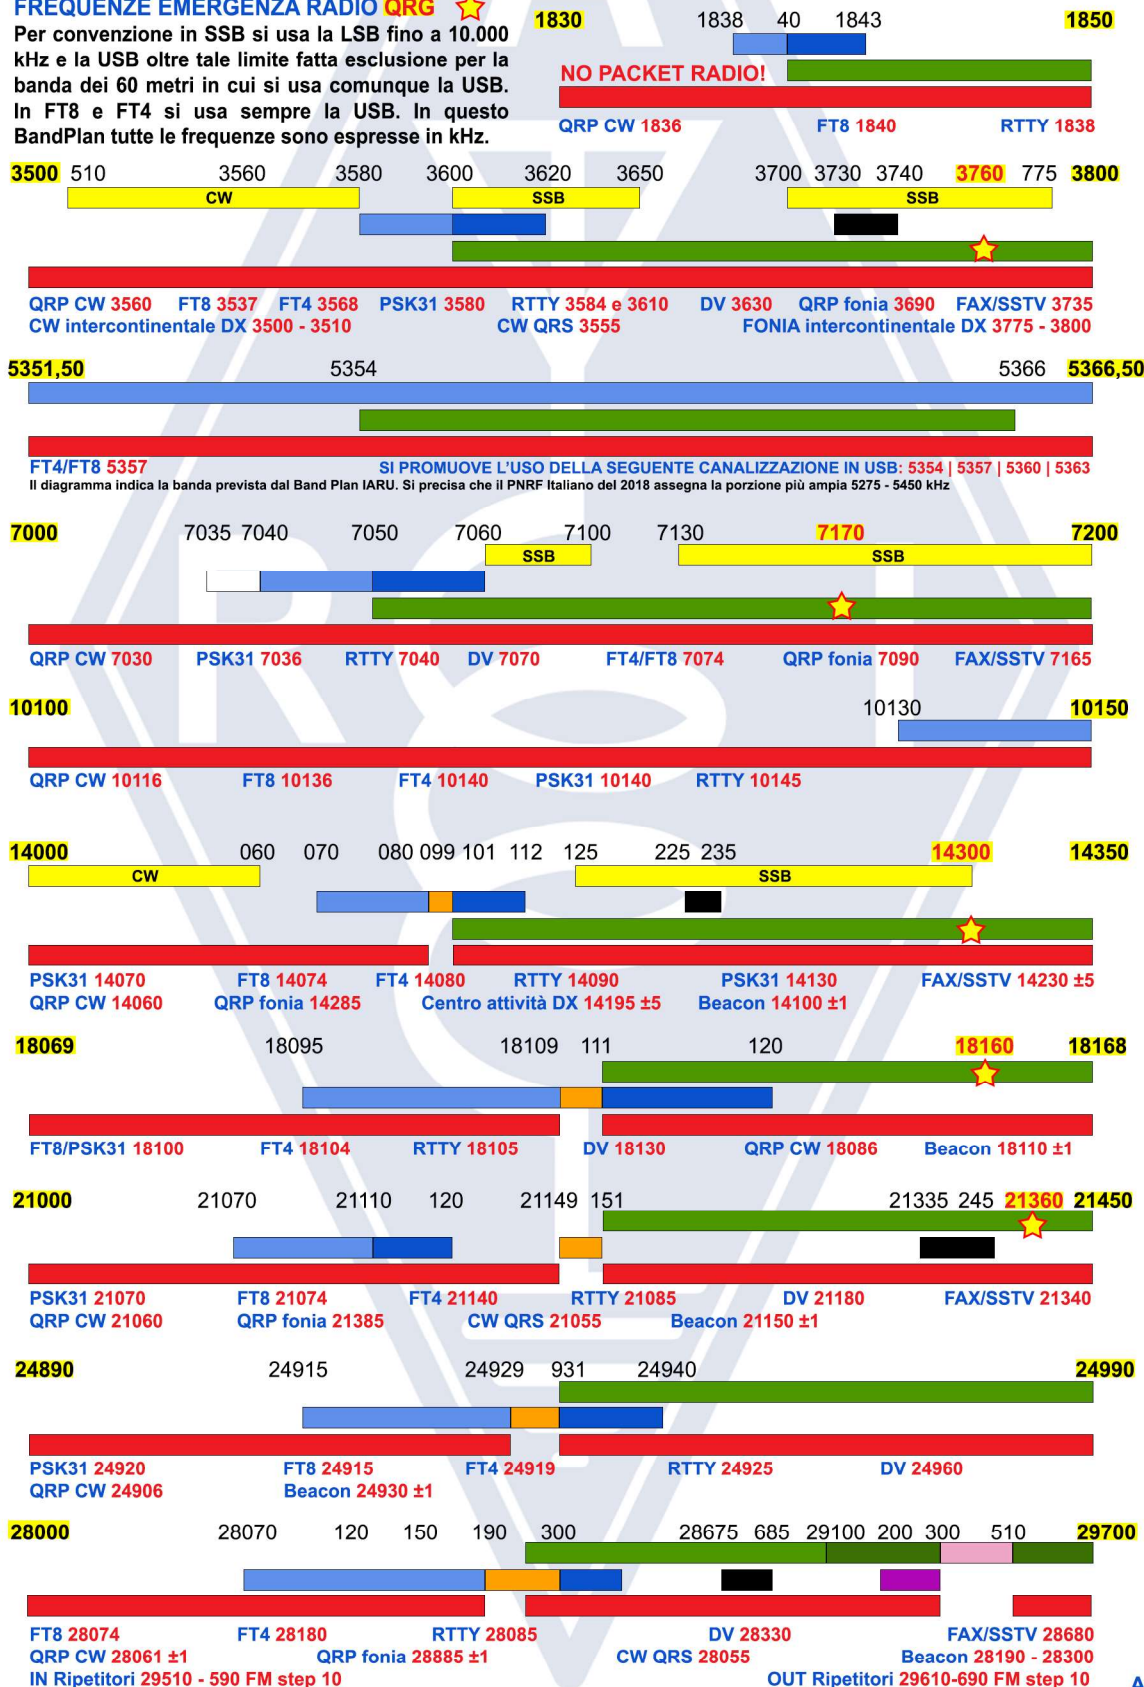 FREQUENZE EMERGENZA RADIO QRG
Per convenzione in SSB si usa la LSB fino a 10.000
kHz e la USB oltre tale limite fatta esclusione per la
banda dei 60 metri in cui si usa comunque la USB.
In FT8 e FT4 si usa sempre la USB. In questo
BandPlan tutte le frequenze sono espresse in kHz.
1830 1838 40 1843 1850
NO PACKET RADIO!
QRP CW 1836 FT8 1840 RTTY 1838
3500 510 3560 3580 3600 3620 3650 3700 3730 3740 3760 775 3800
CW SSB SSB
QRP CW 3560 FT8 3537 FT4 3568 PSK31 3580 RTTY 3584 e 3610 DV 3630 QRP fonia 3690 FAX/SSTV 3735
CW intercontinentale DX 3500 - 3510 CW QRS 3555 FONIA intercontinentale DX 3775 - 3800
5351,50 5354 5366 5366,50
FT4/FT8 5357 SI PROMUOVE L'USO DELLA SEGUENTE CANALIZZAZIONE IN USB: 5354 | 5357 | 5360 | 5363
Il diagramma indica la banda prevista dal Band Plan IARU. Si precisa che il PNRF Italiano del 2018 assegna la porzione più ampia 5275 - 5450 kHz
7000 7035 7040 7050 7060 7100 7130 7170 7200
SSB SSB
QRP CW 7030 PSK31 7036 RTTY 7040 DV 7070 FT4/FT8 7074 QRP fonia 7090 FAX/SSTV 7165
10100 10130 10150
QRP CW 10116 FT8 10136 FT4 10140 PSK31 10140 RTTY 10145
14000 060 070 080 099 101 112 125 225 235 14300 14350
CW SSB
PSK31 14070 FT8 14074 FT4 14080 RTTY 14090 PSK31 14130 FAX/SSTV 14230 ±5
QRP CW 14060 QRP fonia 14285 Centro attività DX 14195 ±5 Beacon 14100 ±1
18069 18095 18109 111 120 18160 18168
FT8/PSK31 18100 FT4 18104 RTTY 18105 DV 18130 QRP CW 18086 Beacon 18110 ±1
21000 21070 21110 120 21149 151 21335 245 21360 21450
PSK31 21070 FT8 21074 FT4 21140 RTTY 21085 DV 21180 FAX/SSTV 21340
QRP CW 21060 QRP fonia 21385 CW QRS 21055 Beacon 21150 ±1
24890 24915 24929 931 24940 24990
PSK31 24920 FT8 24915 FT4 24919 RTTY 24925 DV 24960
QRP CW 24906 Beacon 24930 ±1
28000 28070 120 150 190 300 28675 685 29100 200 300 510 29700
FT8 28074 FT4 28180 RTTY 28085 DV 28330 FAX/SSTV 28680
QRP CW 28061 ±1 QRP fonia 28885 ±1 CW QRS 28055 Beacon 28190 - 28300
IN Ripetitori 29510 - 590 FM step 10 OUT Ripetitori 29610-690 FM step 10